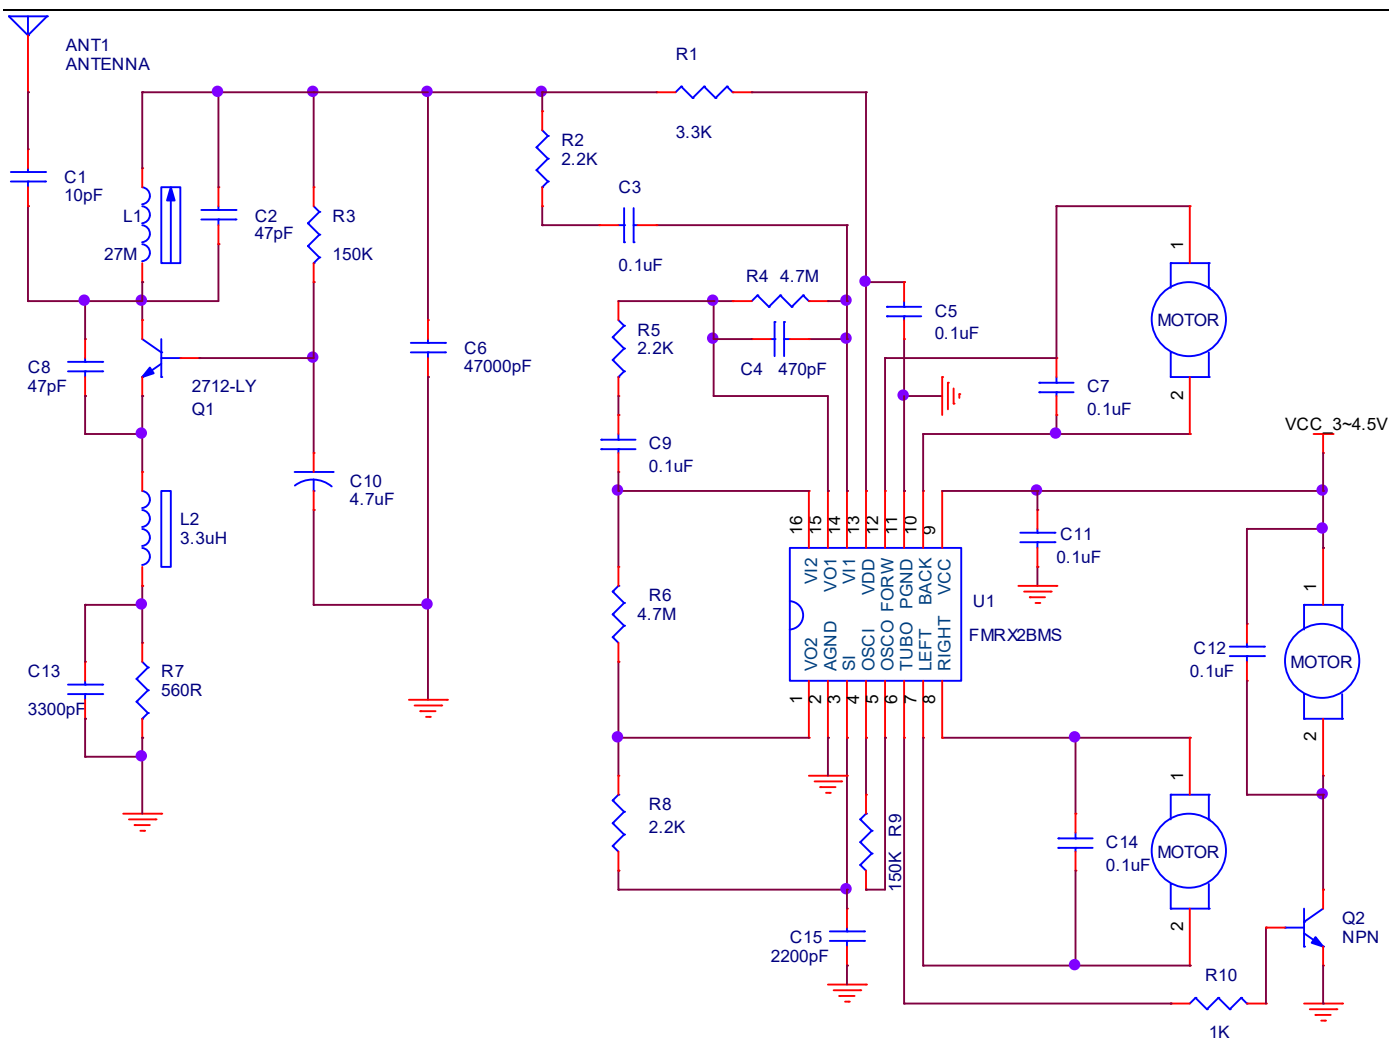 ANT1
ANTENNA
R1
3.3K
R2
2.2K
C1
10pF
L1
27M
C2
47pF
R3
150K
C3
0.1uF
R4 4.7M
C4 470pF
R5
2.2K
C5
0.1uF
MOTOR
1
2
C7
0.1uF
C8
47pF
2712-LY
Q1
C6
47000pF
C9
0.1uF
C10
4.7uF
VCC_3~4.5V
L2
3.3uH
C11
0.1uF
16 15 14 13 12 11 10 9
VI2 VO1 VI1 VDD FORW PGND BACK VCC
VO2 AGND SI OSCI OSCO TUBO LEFT RIGHT
1 2 3 4 5 6 7 8
U1
FMRX2BMS
R6
4.7M
C12
0.1uF
MOTOR
1
2
C13
3300pF
R7
560R
R8
2.2K
R9
150K
C14
0.1uF
MOTOR
1
2
C15
2200pF
Q2
NPN
R10
1K